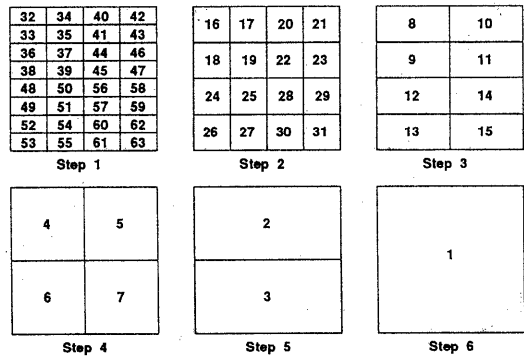 32 34 40 42
33 35 41 43
36 37 44 46
38 39 45 47
48 50 56 58
49 51 57 59
52 54 60 62
53 55 61 63
Step 1
16 17 20 21
18 19 22 23
24 25 28 29
26 27 30 31
Step 2
8 10
9 11
12 14
13 15
Step 3
4 5
6 7
Step 4
2
3
Step 5
1
Step 6